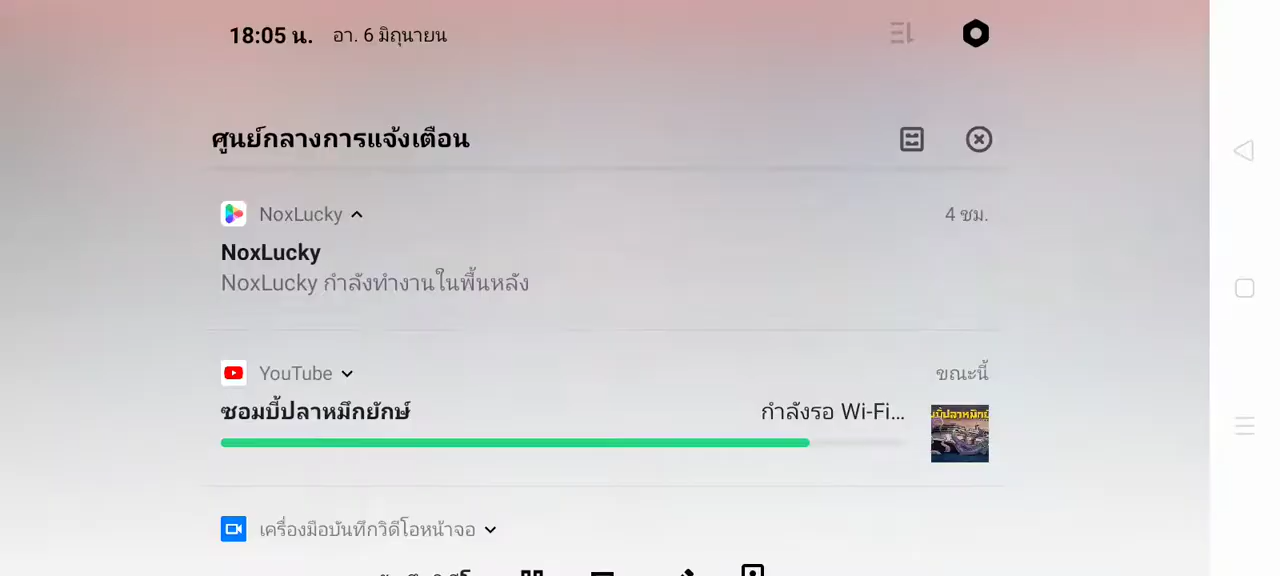 18:05 น. อา. 6 มิถุนายน
ศูนย์กลางการแจ้งเตือน
NoxLucky 4 ชม.
NoxLucky
NoxLucky กำลังทำงานในพื้นหลัง
YouTube ขณะนี้
ซอมบี้ปลาหมึกยักษ์ กำลังรอ Wi-Fi...
เครื่องมือบันทึกวิดีโอหน้าจอ